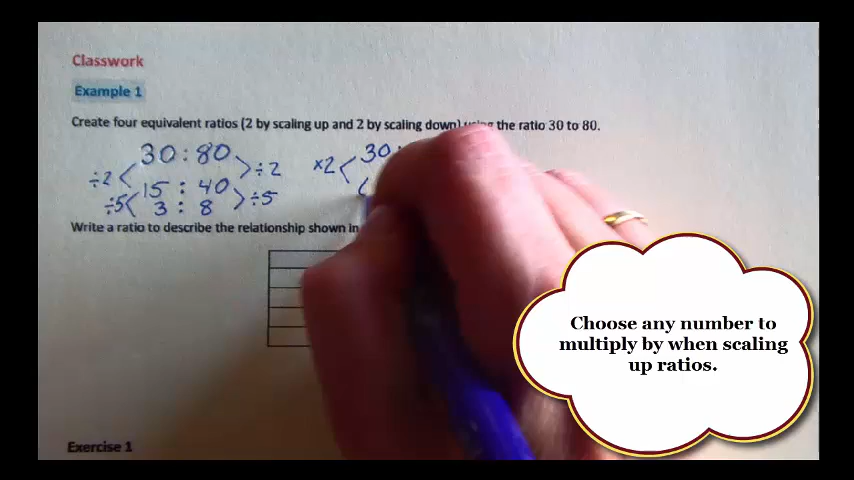 Classwork
Example 1
Create four equivalent ratios (2 by scaling up and 2 by scaling down) using the ratio 30 to 80.
30 : 80
÷2 ÷2
15 : 40
÷5 ÷5
3 : 8
×2 30 :
Write a ratio to describe the relationship shown in
Choose any number to
multiply by when scaling
up ratios.
Exercise 1